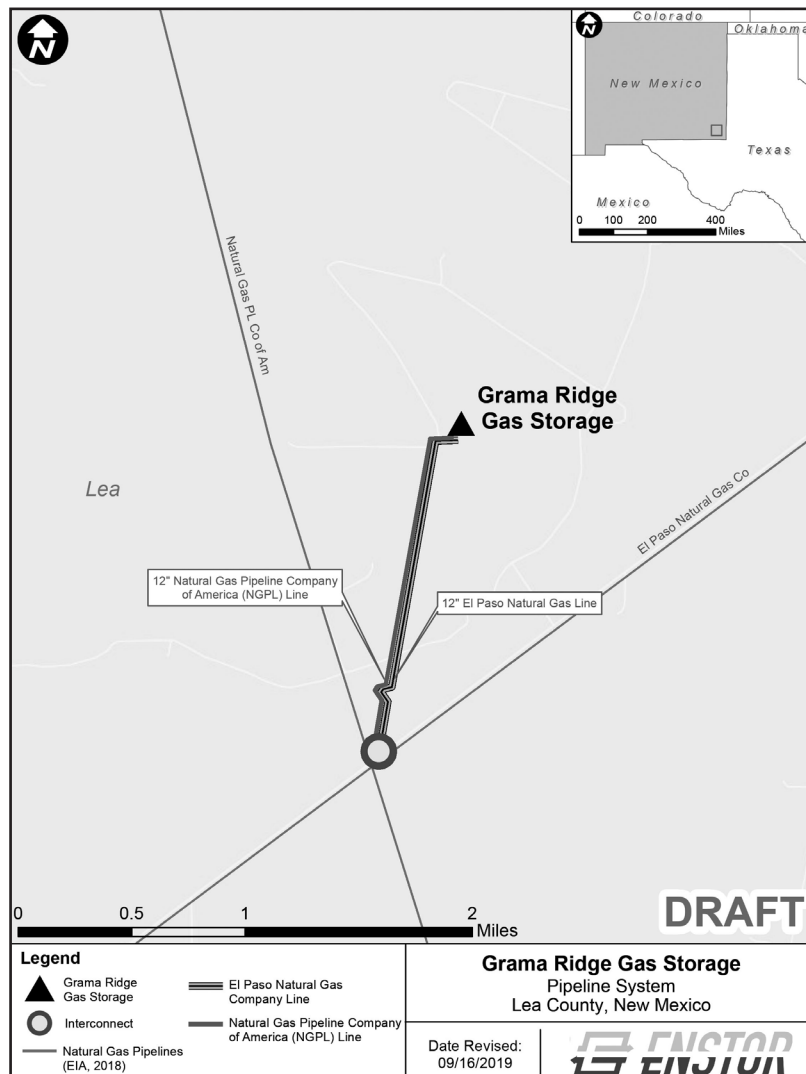 N
N
Colorado
Oklahoma
New Mexico
Texas
Mexico
0 100 200 400
Miles
Natural Gas PL Co of Am
Grama Ridge
Gas Storage
Lea
El Paso Natural Gas Co
12" Natural Gas Pipeline Company
of America (NGPL) Line
12" El Paso Natural Gas Line
0 0.5 1 2
Miles
DRAFT
Legend
Grama Ridge
Gas Storage
Interconnect
Natural Gas Pipelines
(EIA, 2018)
El Paso Natural Gas
Company Line
Natural Gas Pipeline Company
of America (NGPL) Line
Grama Ridge Gas Storage
Pipeline System
Lea County, New Mexico
Date Revised:
09/16/2019
ENSTOR